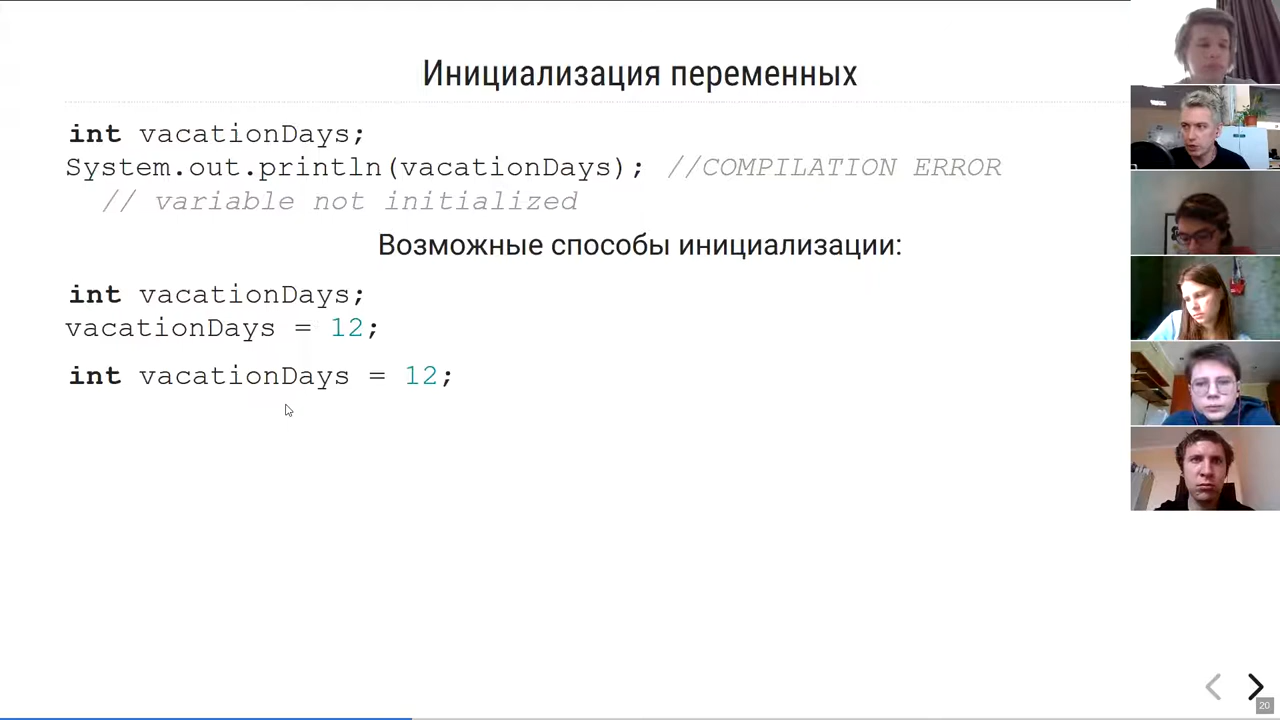 Инициализация переменных
int vacationDays;
System.out.println(vacationDays); //COMPILATION ERROR
// variable not initialized
Возможные способы инициализации:
int vacationDays;
vacationDays = 12;
int vacationDays = 12;
20